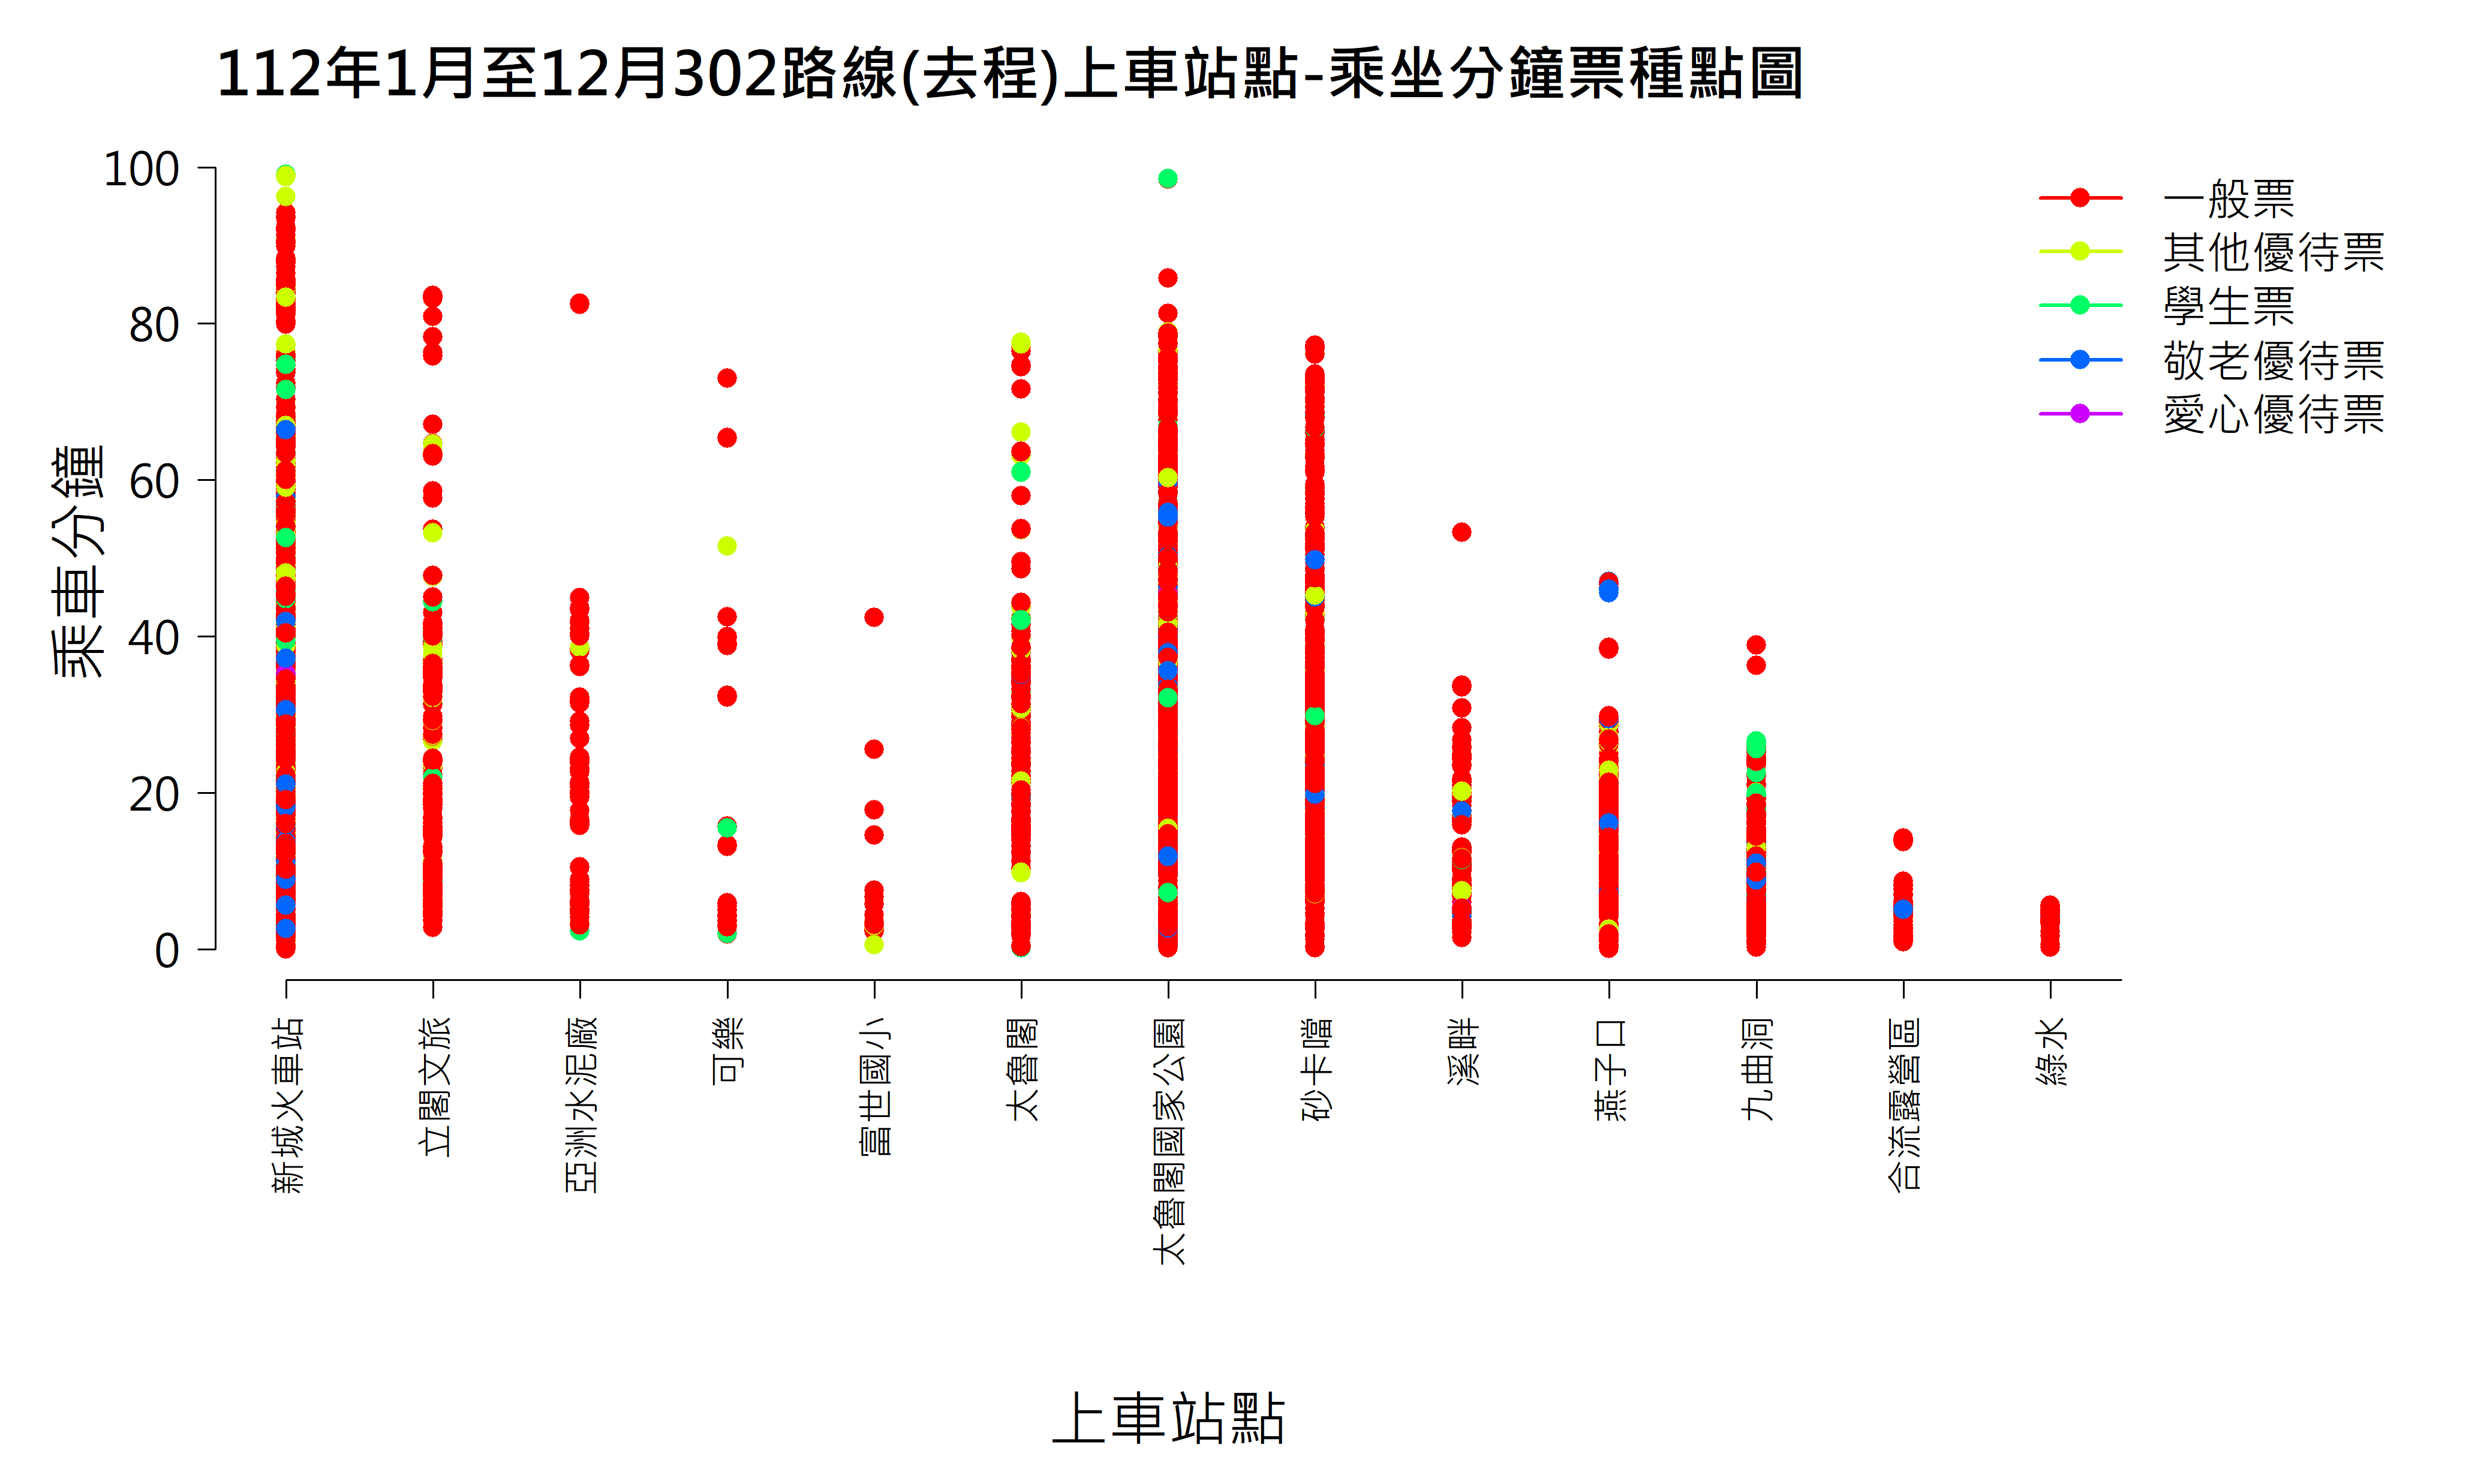 112年1月至12月302路線(去程)上車站點-乘坐分鐘票種點圖
乘車分鐘
100
80
60
40
20
0
一般票
其他優待票
學生票
敬老優待票
愛心優待票
新城火車站
立閣文旅
亞洲水泥廠
可樂
富世國小
太魯閣
太魯閣國家公園
砂卡噹
溪畔
燕子口
九曲洞
合流露營區
綠水
上車站點